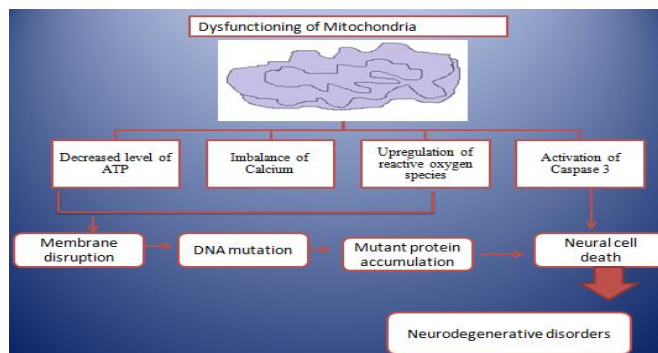 Dysfunctioning of Mitochondria
Decreased level of
ATP
Imbalance of
Calcium
Upregulation of
reactive oxygen
species
Activation of
Caspase 3
Membrane
disruption
DNA mutation
Mutant protein
accumulation
Neural cell
death
Neurodegenerative disorders